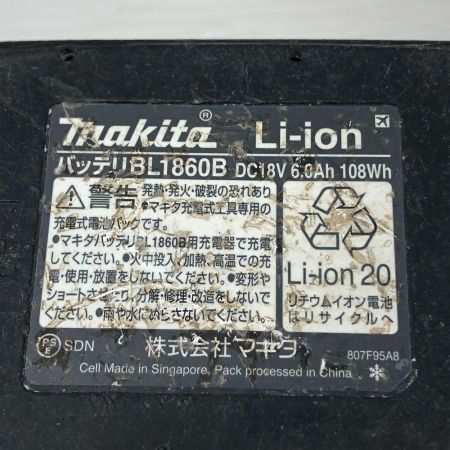 makita® Li-ion
バッテリBL1860B DC18V 6.0Ah 108Wh
警告 発熱・発火・破裂の恐れあり
・マキタ充電式工具専用の
充電式電池パックです。
●マキタバッテリBL1860B用充電器で充電
してください。●火中投入、加熱、高温での充
電・使用・放置をしないでください。●変形や
ショートさせたり、分解・修理・改造をしないで
ください。●雨や水にぬらさないでください。
Li-ion 20
リチウムイオン電池
はリサイクルへ
PS E SDN 株式会社マキタ 807F95A8
Cell Made in Singapore, Pack processed in China